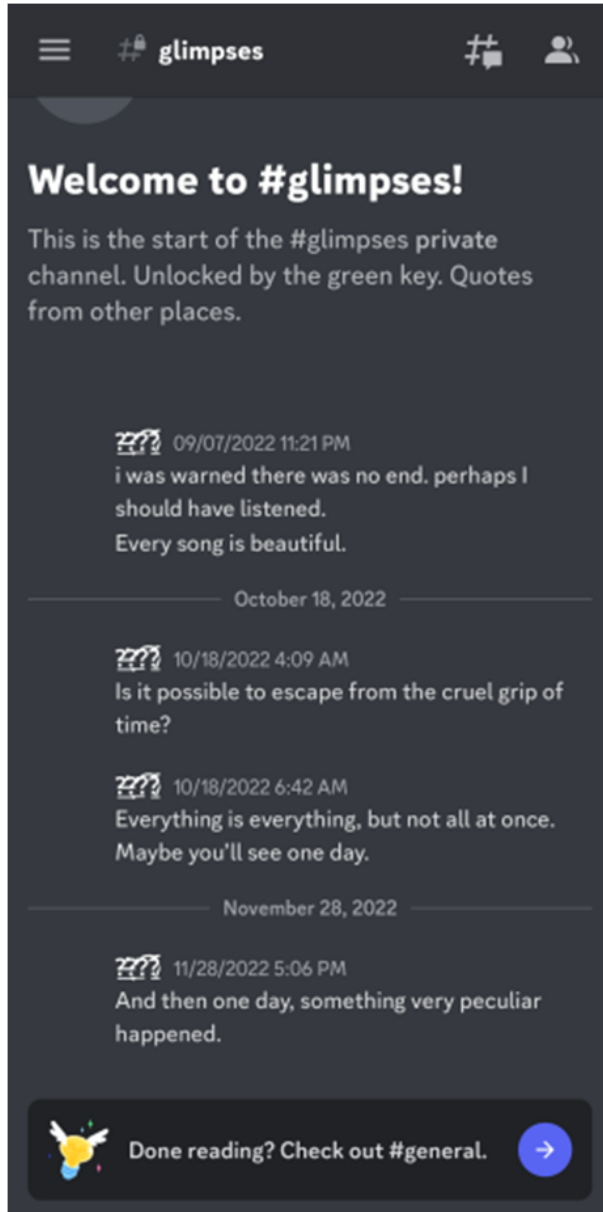 # glimpses
Welcome to #glimpses!
This is the start of the #glimpses private
channel. Unlocked by the green key. Quotes
from other places.
09/07/2022 11:21 PM
i was warned there was no end. perhaps I
should have listened.
Every song is beautiful.
October 18, 2022
10/18/2022 4:09 AM
Is it possible to escape from the cruel grip of
time?
10/18/2022 6:42 AM
Everything is everything, but not all at once.
Maybe you'll see one day.
November 28, 2022
11/28/2022 5:06 PM
And then one day, something very peculiar
happened.
Done reading? Check out #general.